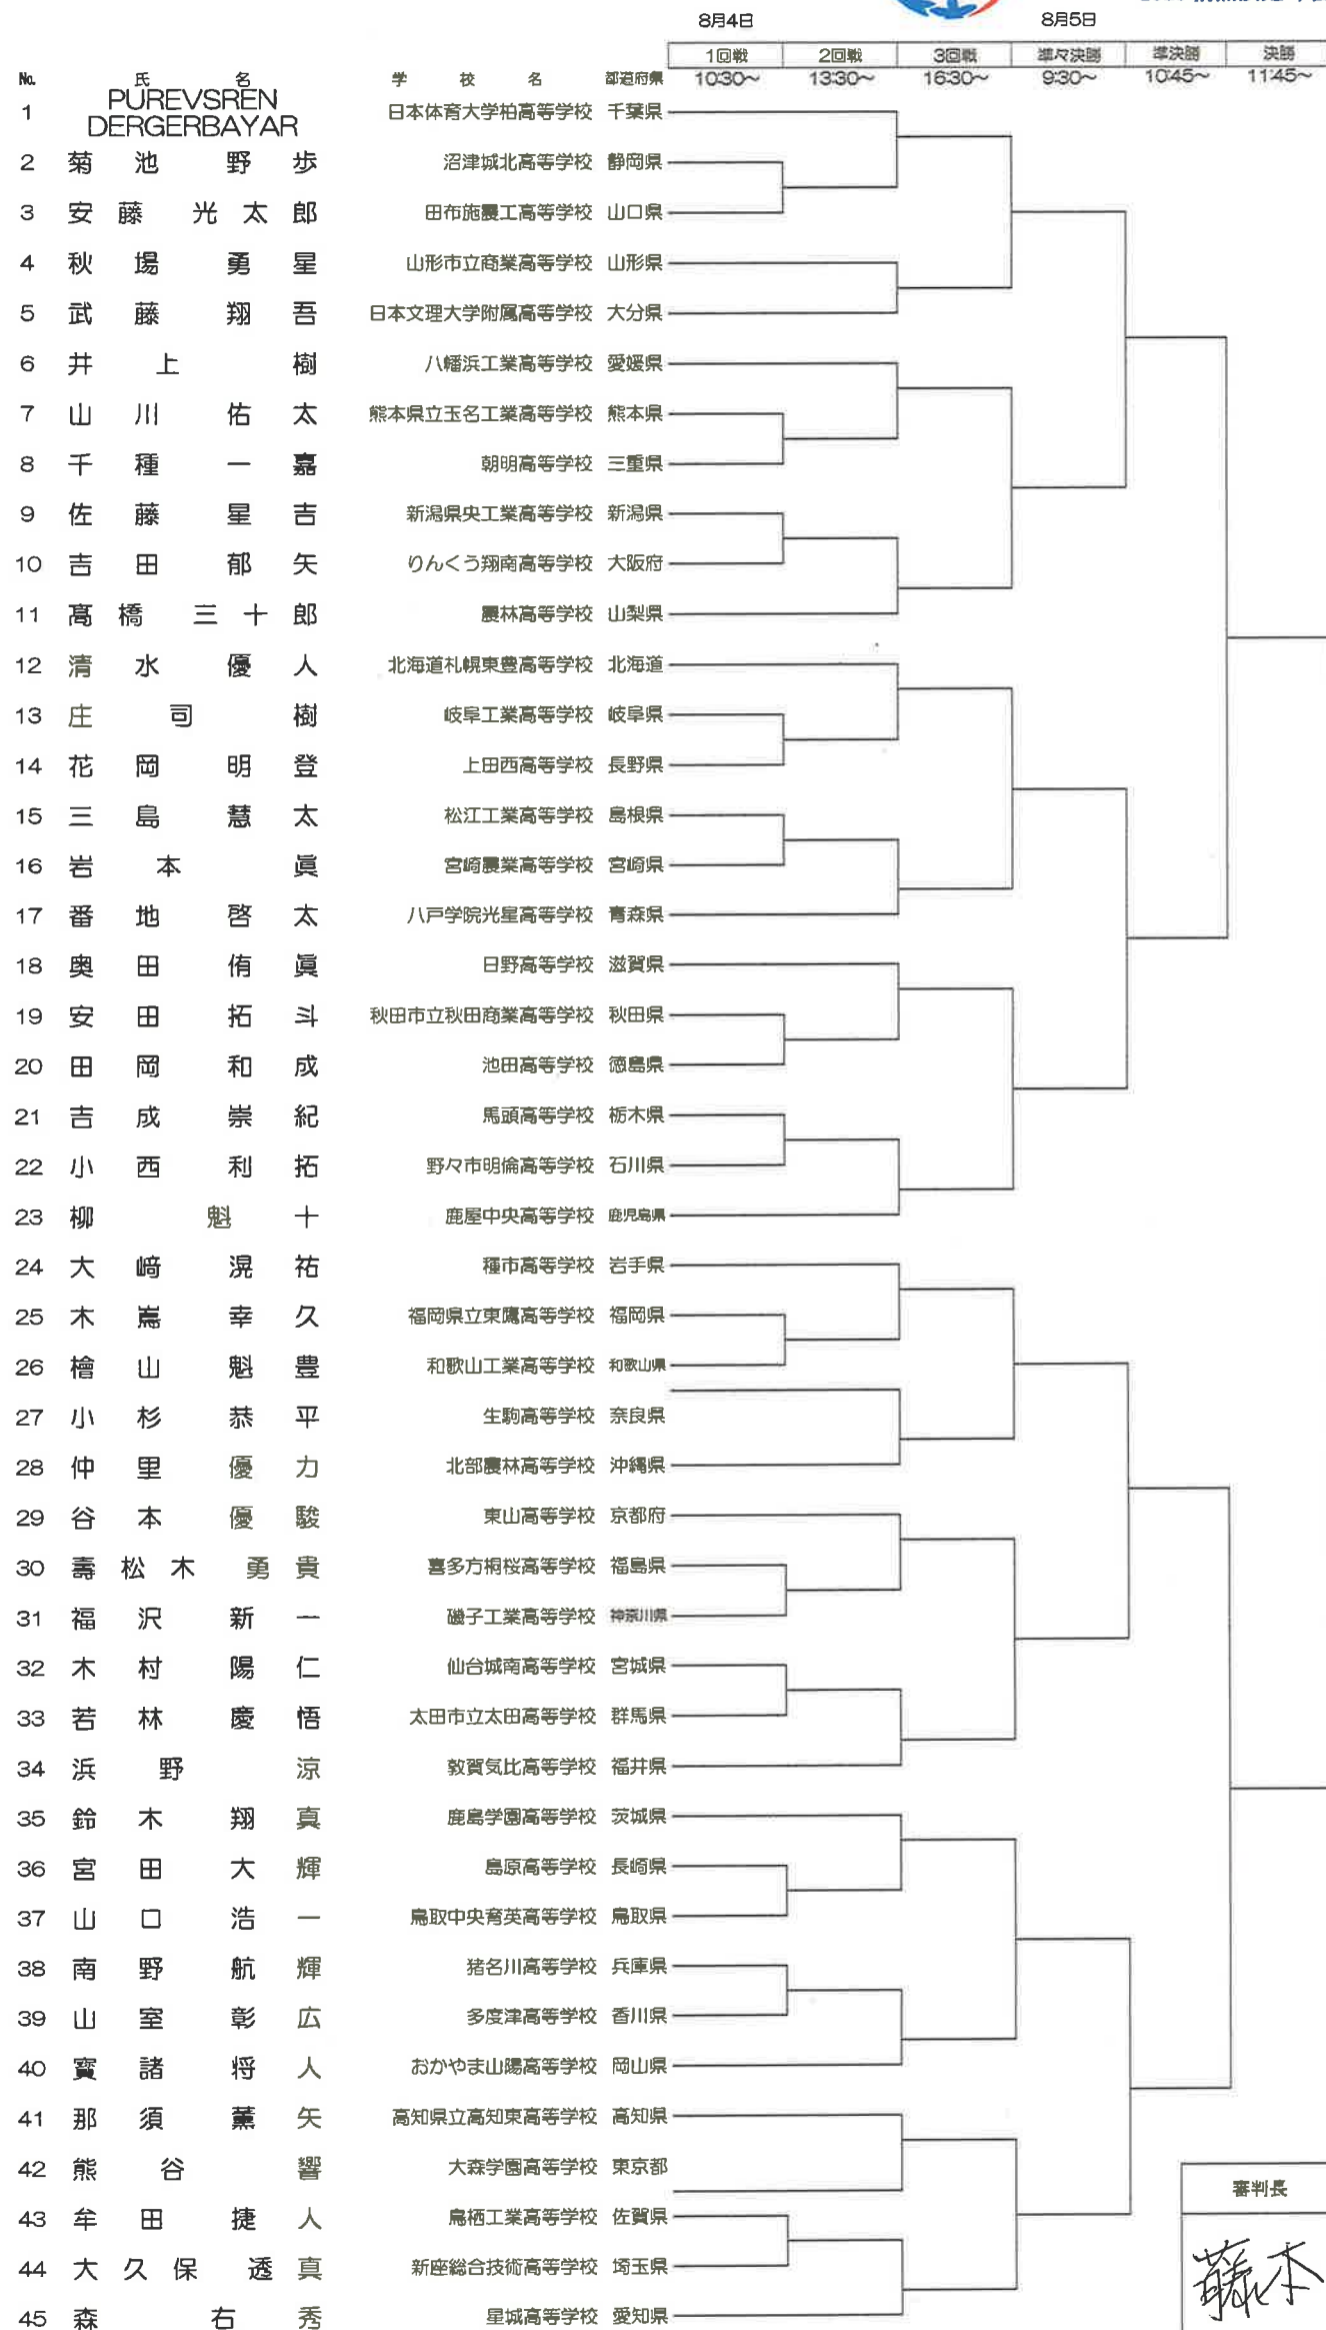 8月4日 8月5日
1回戦 2回戦 3回戦 準々決勝 準決勝 決勝
No. 氏名 学校名 都道府県 10:30～ 13:30～ 16:30～ 9:30～ 10:45～ 11:45～
1 PUREVSREN DERGERBAYAR 日本体育大学柏高等学校 千葉県
2 菊池 野歩 沼津城北高等学校 静岡県
3 安藤 光太郎 田布施農工高等学校 山口県
4 秋場 勇星 山形市立商業高等学校 山形県
5 武藤 翔吾 日本文理大学附属高等学校 大分県
6 井上 樹 八幡浜工業高等学校 愛媛県
7 山川 佑太 熊本県立玉名工業高等学校 熊本県
8 千種 一嘉 朝明高等学校 三重県
9 佐藤 星吉 新潟県央工業高等学校 新潟県
10 吉田 郁矢 りんくう翔南高等学校 大阪府
11 髙橋 三十郎 農林高等学校 山梨県
12 清水 優人 北海道札幌東豊高等学校 北海道
13 庄司 樹 岐阜工業高等学校 岐阜県
14 花岡 明登 上田西高等学校 長野県
15 三島 慧太 松江工業高等学校 島根県
16 岩本 眞 宮崎農業高等学校 宮崎県
17 番地 啓太 八戸学院光星高等学校 青森県
18 奥田 侑眞 日野高等学校 滋賀県
19 安田 拓斗 秋田市立秋田商業高等学校 秋田県
20 田岡 和成 池田高等学校 徳島県
21 吉成 崇紀 馬頭高等学校 栃木県
22 小西 利拓 野々市明倫高等学校 石川県
23 柳 魁十 鹿屋中央高等学校 鹿児島県
24 大﨑 滉祐 種市高等学校 岩手県
25 木嶌 幸久 福岡県立東鷹高等学校 福岡県
26 檜山 魁豊 和歌山工業高等学校 和歌山県
27 小杉 恭平 生駒高等学校 奈良県
28 仲里 優力 北部農林高等学校 沖縄県
29 谷本 優駿 東山高等学校 京都府
30 壽松木 勇貴 喜多方桐桜高等学校 福島県
31 福沢 新一 磯子工業高等学校 神奈川県
32 木村 陽仁 仙台城南高等学校 宮城県
33 若林 慶悟 太田市立太田高等学校 群馬県
34 浜野 涼 敦賀気比高等学校 福井県
35 鈴木 翔真 鹿島学園高等学校 茨城県
36 宮田 大輝 島原高等学校 長崎県
37 山口 浩一 鳥取中央育英高等学校 鳥取県
38 南野 航輝 猪名川高等学校 兵庫県
39 山室 彰広 多度津高等学校 香川県
40 寳諸 将人 おかやま山陽高等学校 岡山県
41 那須 薫矢 高知県立高知東高等学校 高知県
42 熊谷 響 大森学園高等学校 東京都
43 牟田 捷人 鳥栖工業高等学校 佐賀県
44 大久保 透真 新座総合技術高等学校 埼玉県
45 森 右秀 星城高等学校 愛知県
審判長
藤本